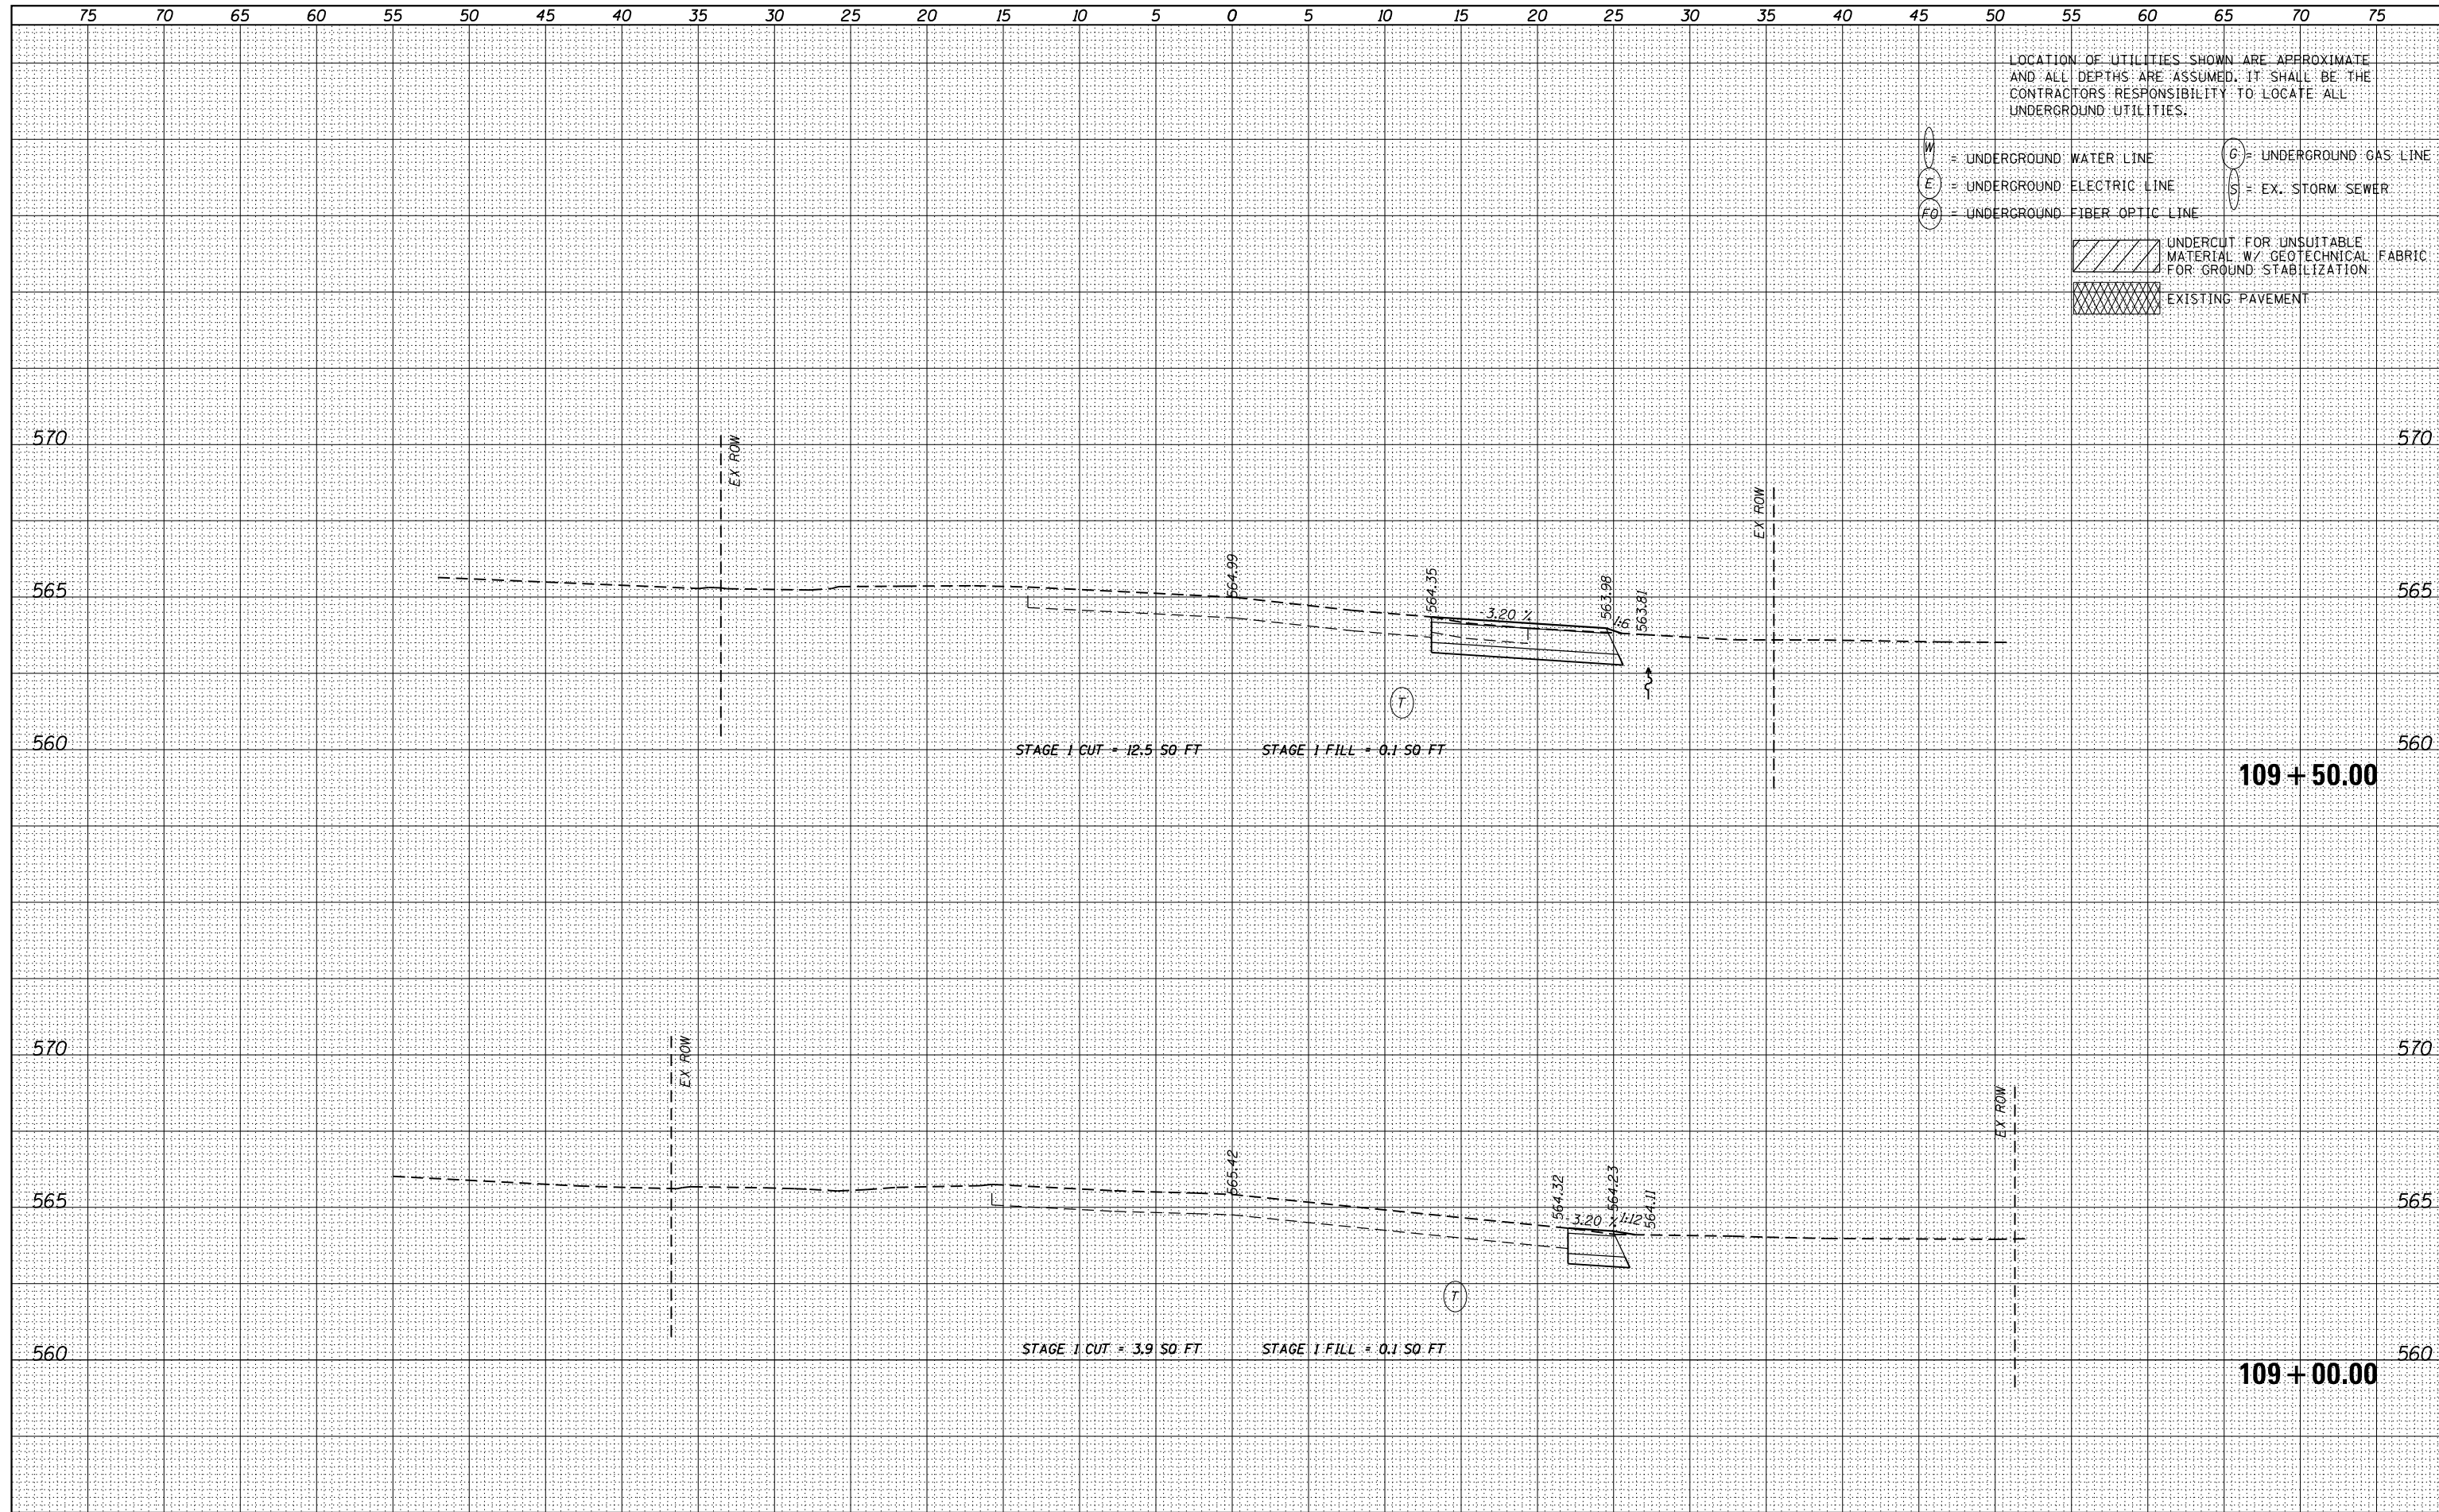 75 70 65 60 55 50 45 40 35 30 25 20 15 10 5 0 5 10 15 20 25 30 35 40 45 50 55 60 65 70 75
LOCATION OF UTILITIES SHOWN ARE APPROXIMATE
AND ALL DEPTHS ARE ASSUMED. IT SHALL BE THE
CONTRACTORS RESPONSIBILITY TO LOCATE ALL
UNDERGROUND UTILITIES.
W = UNDERGROUND WATER LINE
G = UNDERGROUND GAS LINE
E = UNDERGROUND ELECTRIC LINE
S = EX. STORM SEWER
FO = UNDERGROUND FIBER OPTIC LINE
UNDERCUT FOR UNSUITABLE
MATERIAL W/ GEOTECHNICAL FABRIC
FOR GROUND STABILIZATION
EXISTING PAVEMENT
570 570
EX ROW
EX ROW
565 565
564.99
564.35
-3.20 %
563.98
1:6
563.81
T
560 560
STAGE 1 CUT = 12.5 SQ FT STAGE 1 FILL = 0.1 SQ FT
109 + 50.00
570 570
EX ROW
EX ROW
565 565
565.42
564.32
-3.20 %
564.23
1:12
564.11
T
560 560
STAGE 1 CUT = 3.9 SQ FT STAGE 1 FILL = 0.1 SQ FT
109 + 00.00